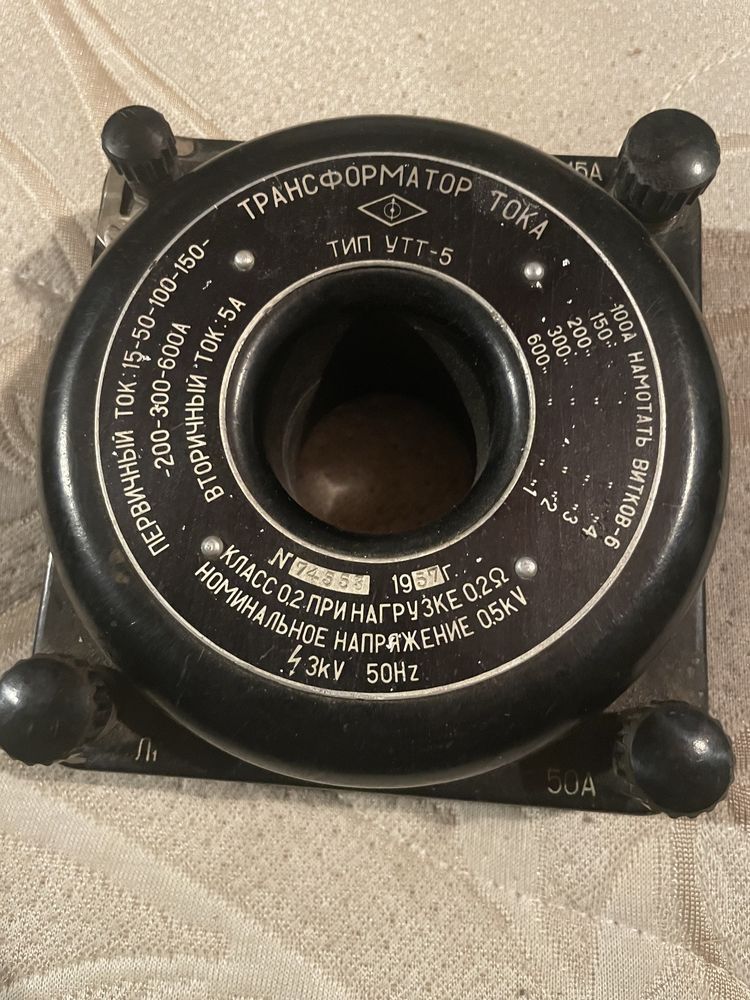 ТРАНСФОРМАТОР ТОКА
ТИП УТТ-5
ПЕРВИЧНЫЙ ТОК: 15-50-100-150-
-200-300-600А
ВТОРИЧНЫЙ ТОК: 5А
100А НАМОТАТЬ ВИТКОВ-6
150 " " " -4
200 " " " -3
300 " " " -2
600 " " " -1
№ 74553 1957г.
КЛАСС 0.2 ПРИ НАГРУЗКЕ 0.2Ω
НОМИНАЛЬНОЕ НАПРЯЖЕНИЕ 0.5kV
3kV 50Hz
15А
Л1
50А